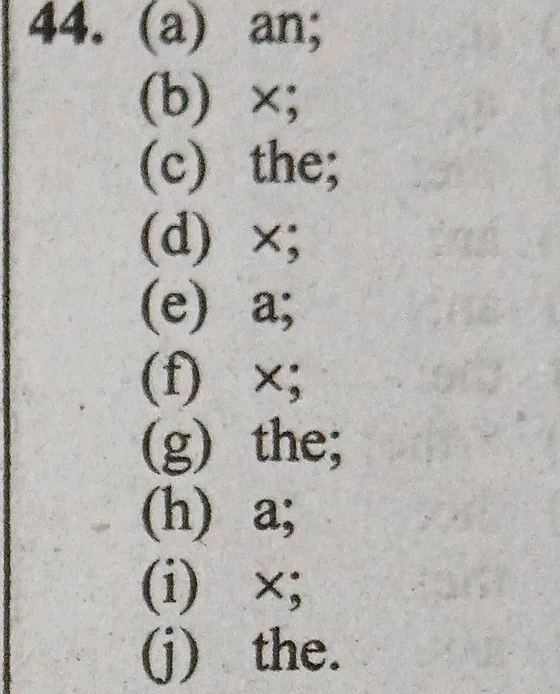 44. (a) an;
(b) ×;
(c) the;
(d) ×;
(e) a;
(f) ×;
(g) the;
(h) a;
(i) ×;
(j) the.